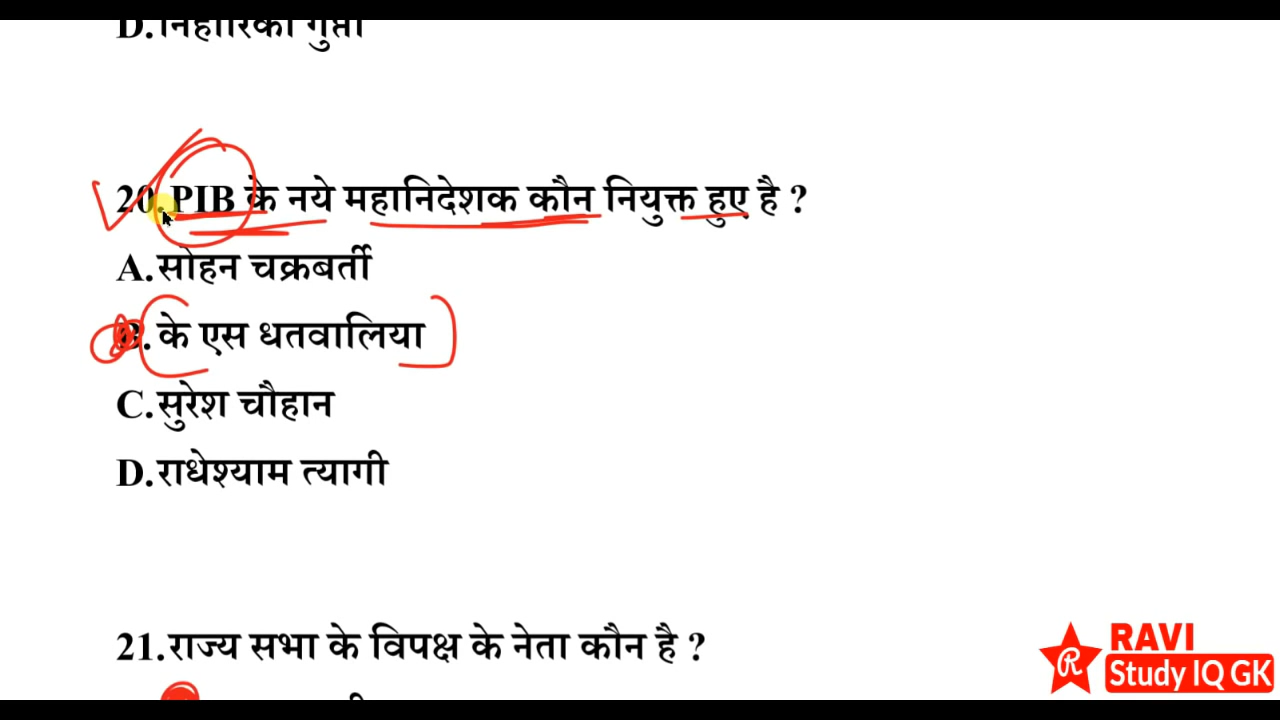 D.निहारिका गुप्ता
20.PIB के नये महानिदेशक कौन नियुक्त हुए है ?
A.सोहन चक्रबर्ती
B.के एस धतवालिया
C.सुरेश चौहान
D.राधेश्याम त्यागी
21.राज्य सभा के विपक्ष के नेता कौन है ?
RAVI
Study IQ GK
R